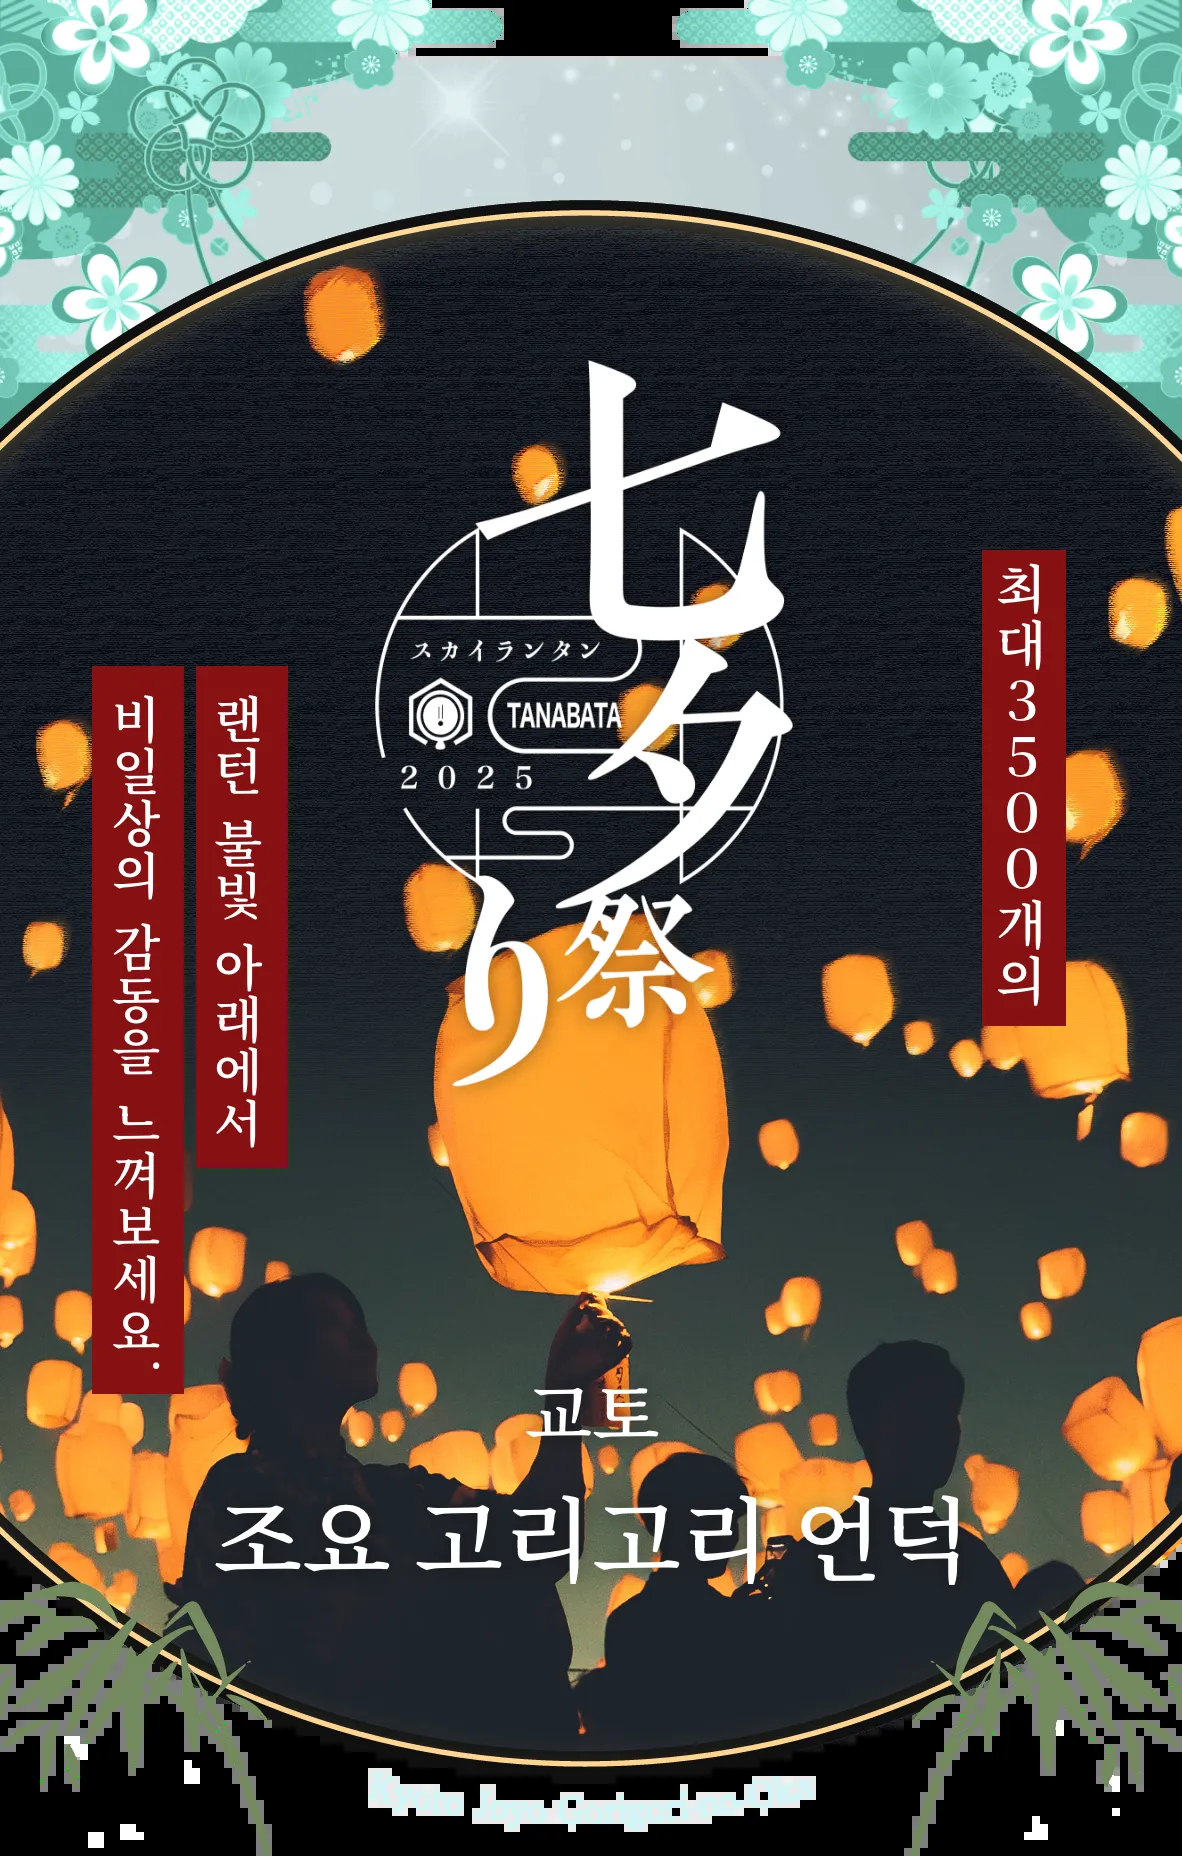 七夕祭り
スカイランタン
TANABATA
2025
최대3500개의
랜턴 불빛 아래에서
비일상의 감동을 느껴보세요.
교토
조요 고리고리 언덕